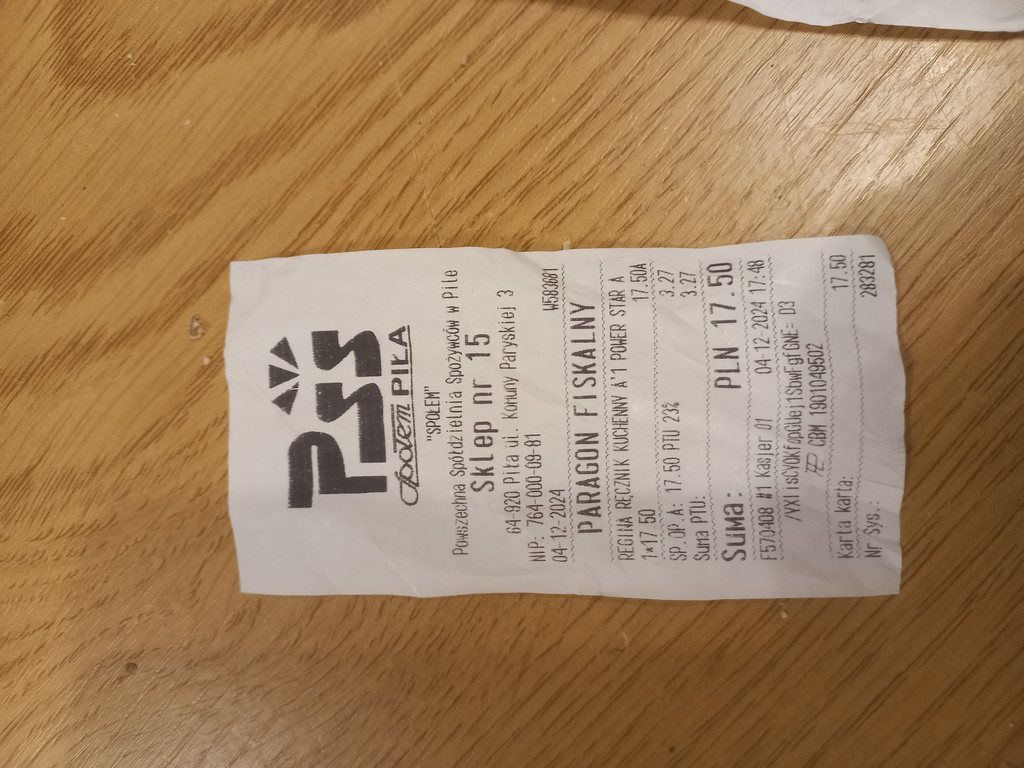 PSS
Społem PIŁA
"SPOŁEM"
Powszechna Spółdzielnia Spożywców w Pile
Sklep nr 15
64-920 Piła ul. Komuny Paryskiej 3
NIP: 764-000-09-81
04-12-2024 W583681
PARAGON FISKALNY
REGINA RĘCZNIK KUCHENNY A'1 POWER STAR A
1*17 50 17.50A
SP.OP.A: 17.50 PTU 23% 3.27
Suma PTU: 3.27
Suma: PLN 17.50
F570408 #1 Kasjer 01 04-12-2024 17:48
CBM 1901049502
Karta karta: 17.50
Nr Sys.: 283281